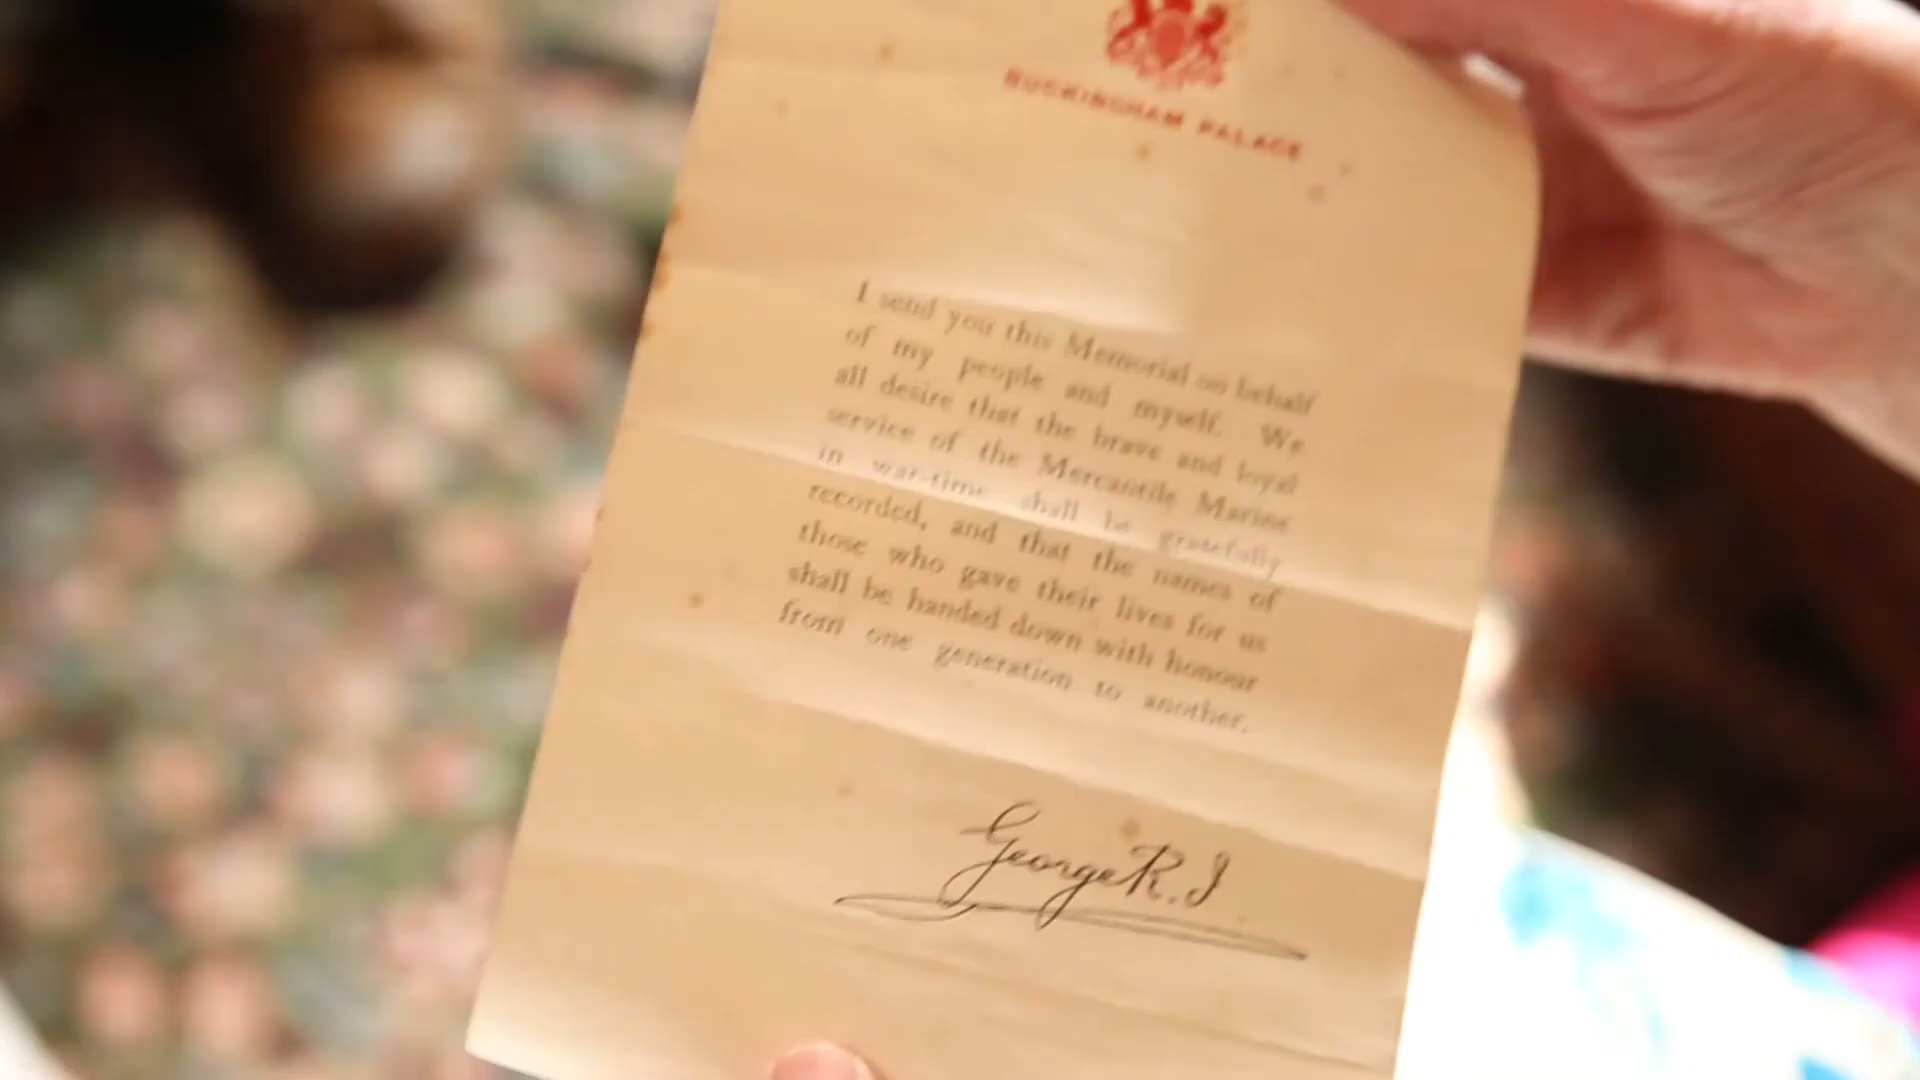 BUCKINGHAM PALACE
I send you this Memorial on behalf
of my people and myself. We
all desire that the brave and loyal
service of the Mercantile Marine
in war-time shall be gratefully
recorded, and that the names of
those who gave their lives for us
shall be handed down with honour
from one generation to another.
George R. I